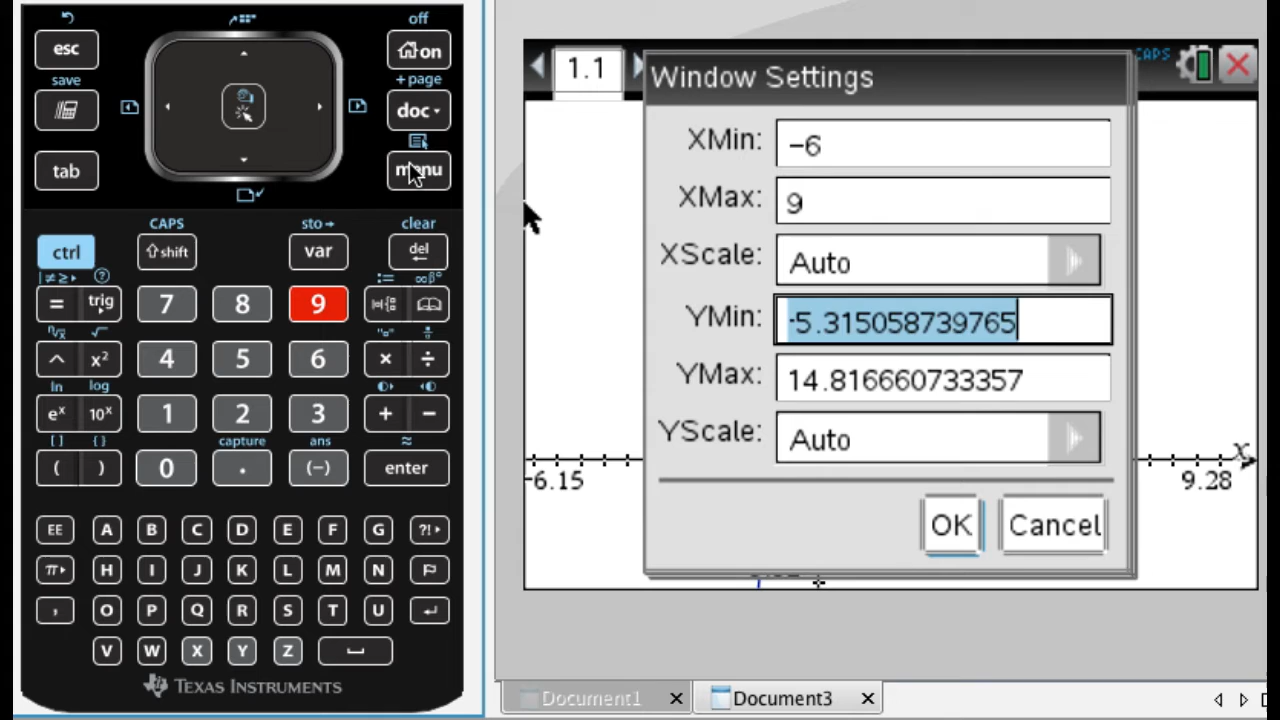 off
esc
on
save
+ page
doc
tab
menu
CAPS
sto→
clear
ctrl
⇧shift
var
del
|≠≥▸
?
:=
∞β°
=
trig
7
8
9
√
"□"
^
x²
4
5
6
×
÷
ln
log
eˣ
10ˣ
1
2
3
+
−
[ ]
{ }
capture
ans
≈
(
)
0
.
(−)
enter
EE
A
B
C
D
E
F
G
?!▸
π▸
H
I
J
K
L
M
N
,
O
P
Q
R
S
T
U
V
W
X
Y
Z
TEXAS INSTRUMENTS
1.1
CAPS
Window Settings
XMin: −6
XMax: 9
XScale: Auto
YMin: -5.315058739765
YMax: 14.816660733357
YScale: Auto
x
-6.15
9.28
OK
Cancel
Document1
Document3